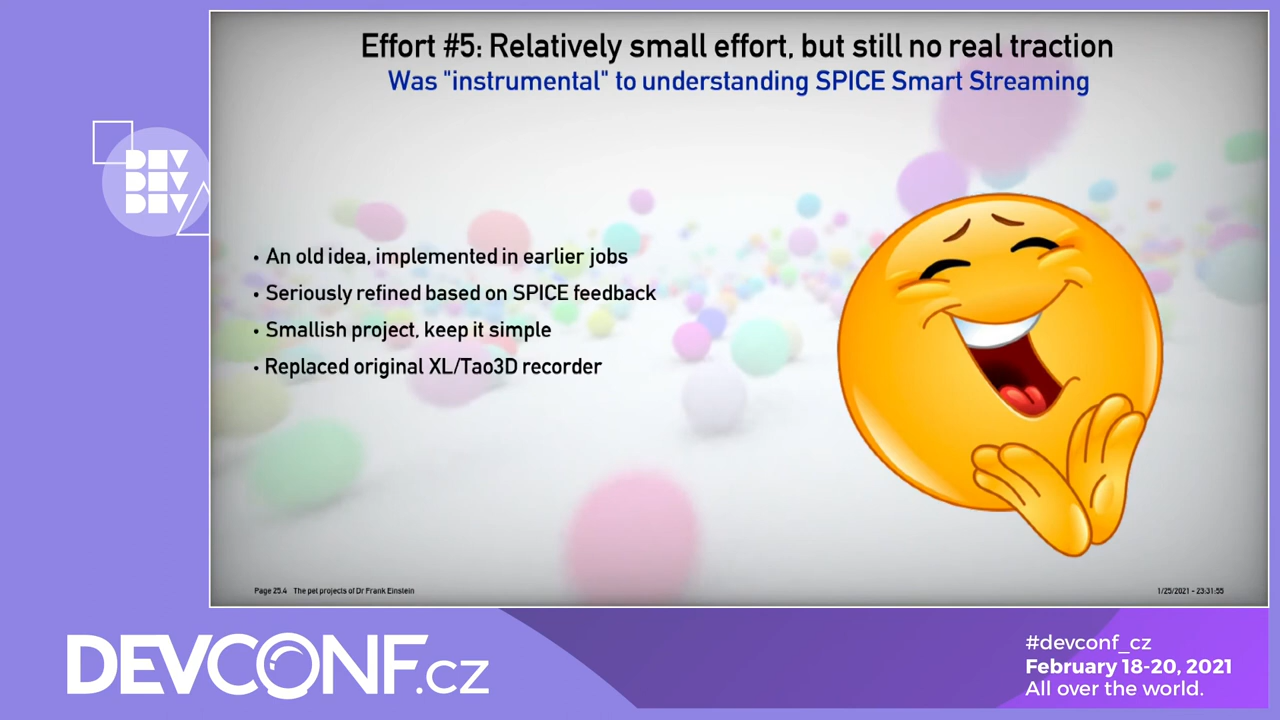 Effort #5: Relatively small effort, but still no real traction
Was "instrumental" to understanding SPICE Smart Streaming
DEV
DEV
DEV
• An old idea, implemented in earlier jobs
• Seriously refined based on SPICE feedback
• Smallish project, keep it simple
• Replaced original XL/Tao3D recorder
Page 25.4 The pet projects of Dr Frank Einstein
1/25/2021 - 23:31:55
DEVCONF.cz
#devconf_cz
February 18-20, 2021
All over the world.